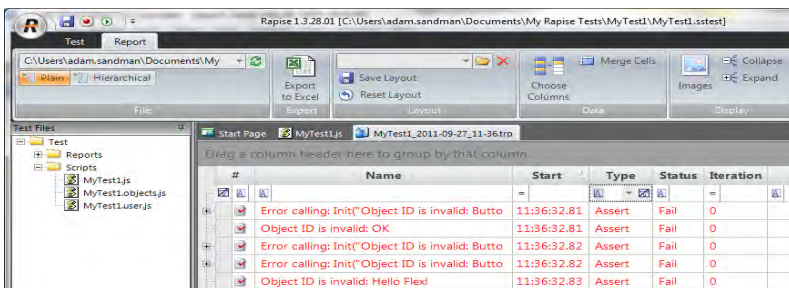 Rapise 1.3.28.01 [C:\Users\adam.sandman\Documents\My Rapise Tests\MyTest1\MyTest1.sstest]
Test Report
C:\Users\adam.sandman\Documents\My
Plain Hierarchical
File
Export to Excel
Export
Save Layout
Reset Layout
Layout
Choose Columns
Merge Cells
Data
Images
Collapse
Expand
Display
Test Files
Test
Reports
Scripts
MyTest1.js
MyTest1.objects.js
MyTest1.user.js
Start Page MyTest1.js MyTest1_2011-09-27_11-36.trp
Drag a column header here to group by that column.
# Name Start Type Status Iteration
= =
Error calling: Init("Object ID is invalid: Butto 11:36:32.81 Assert Fail 0
Object ID is invalid: OK 11:36:32.81 Assert Fail 0
Error calling: Init("Object ID is invalid: Butto 11:36:32.82 Assert Fail 0
Error calling: Init("Object ID is invalid: Butto 11:36:32.82 Assert Fail 0
Object ID is invalid: Hello Flex! 11:36:32.83 Assert Fail 0